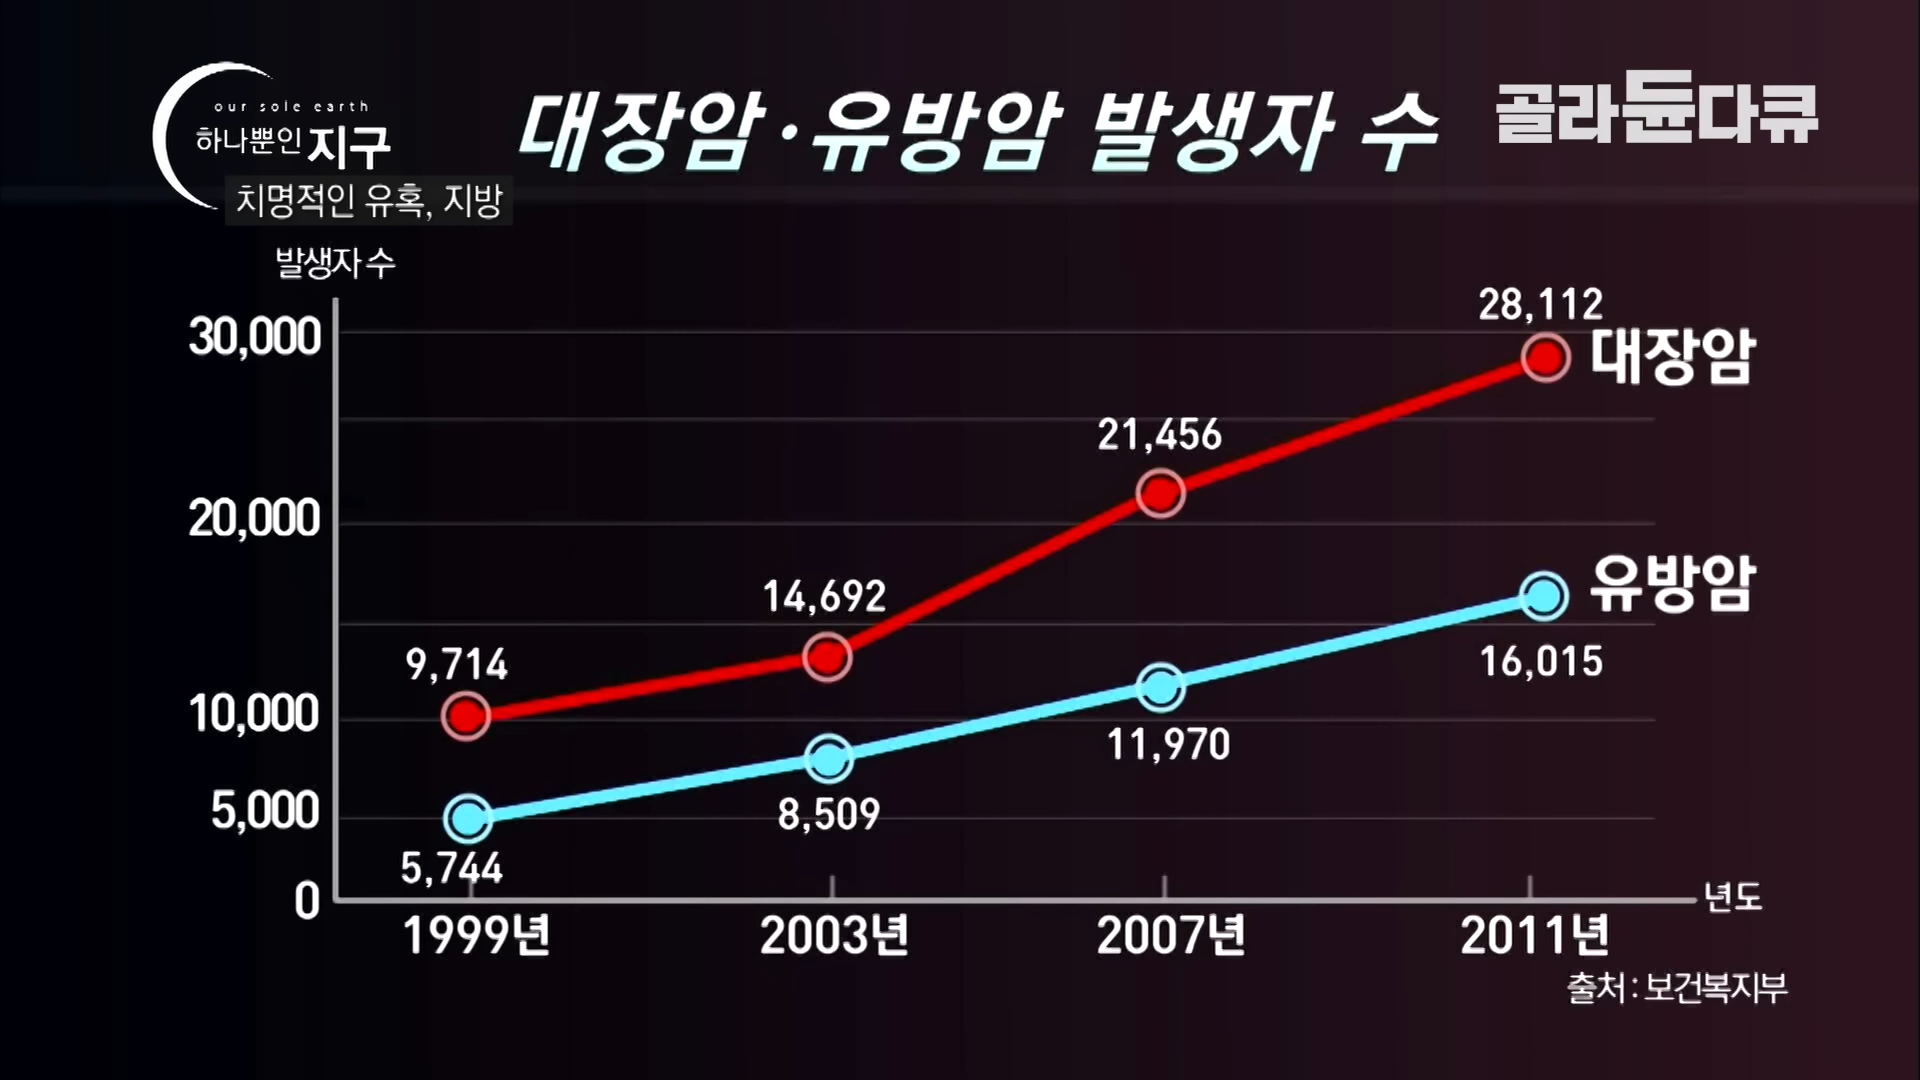 our sole earth
하나뿐인 지구
치명적인 유혹, 지방
대장암·유방암 발생자 수
골라듄다큐
발생자 수
30,000
20,000
10,000
5,000
0
28,112
대장암
21,456
14,692
9,714
유방암
16,015
11,970
8,509
5,744
1999년
2003년
2007년
2011년
년도
출처 : 보건복지부